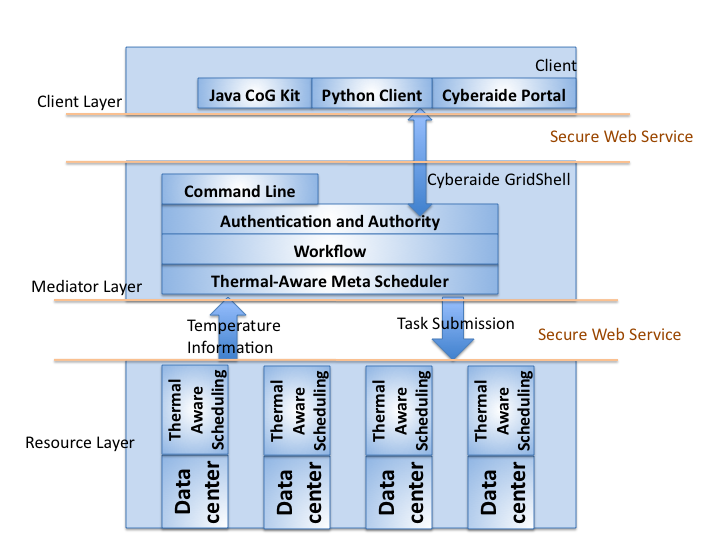 Client
Java CoG Kit
Python Client
Cyberaide Portal
Client Layer
Secure Web Service
Cyberaide GridShell
Command Line
Authentication and Authority
Workflow
Thermal-Aware Meta Scheduler
Mediator Layer
Temperature
Information
Task Submission
Secure Web Service
Resource Layer
Thermal
Aware
Scheduling
Thermal
Aware
Scheduling
Thermal
Aware
Scheduling
Thermal
Aware
Scheduling
Data
center
Data
center
Data
center
Data
center